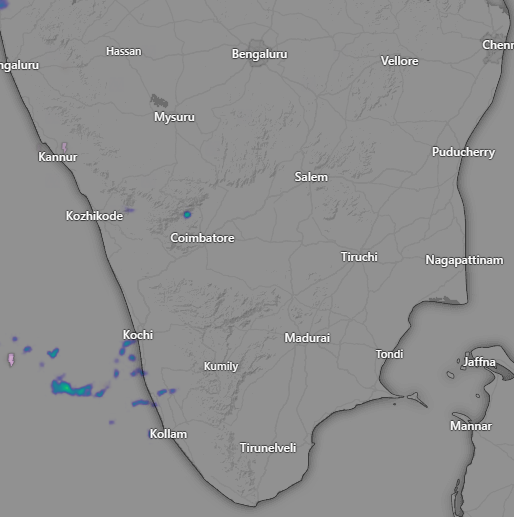 Hassan
Bengaluru
Chenn
ngaluru
Vellore
Mysuru
Kannur
Puducherry
Salem
Kozhikode
Coimbatore
Tiruchi
Nagapattinam
Kochi
Madurai
Tondi
Kumily
Jaffna
Mannar
Kollam
Tirunelveli